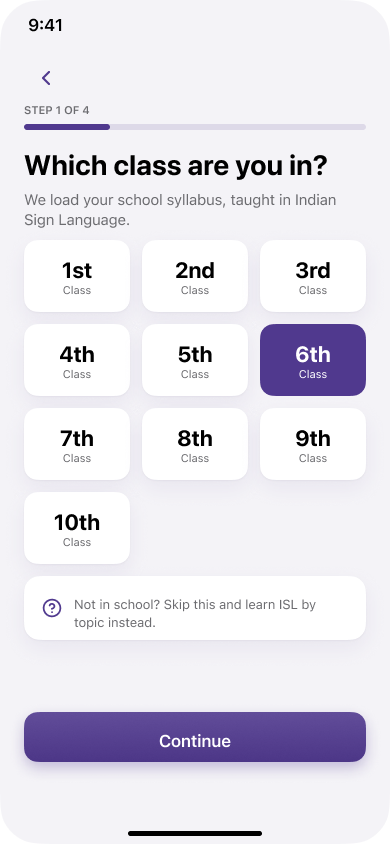 9:41
STEP 1 OF 4
Which class are you in?
We load your school syllabus, taught in Indian
Sign Language.
1st
Class
2nd
Class
3rd
Class
4th
Class
5th
Class
6th
Class
7th
Class
8th
Class
9th
Class
10th
Class
Not in school? Skip this and learn ISL by
topic instead.
Continue